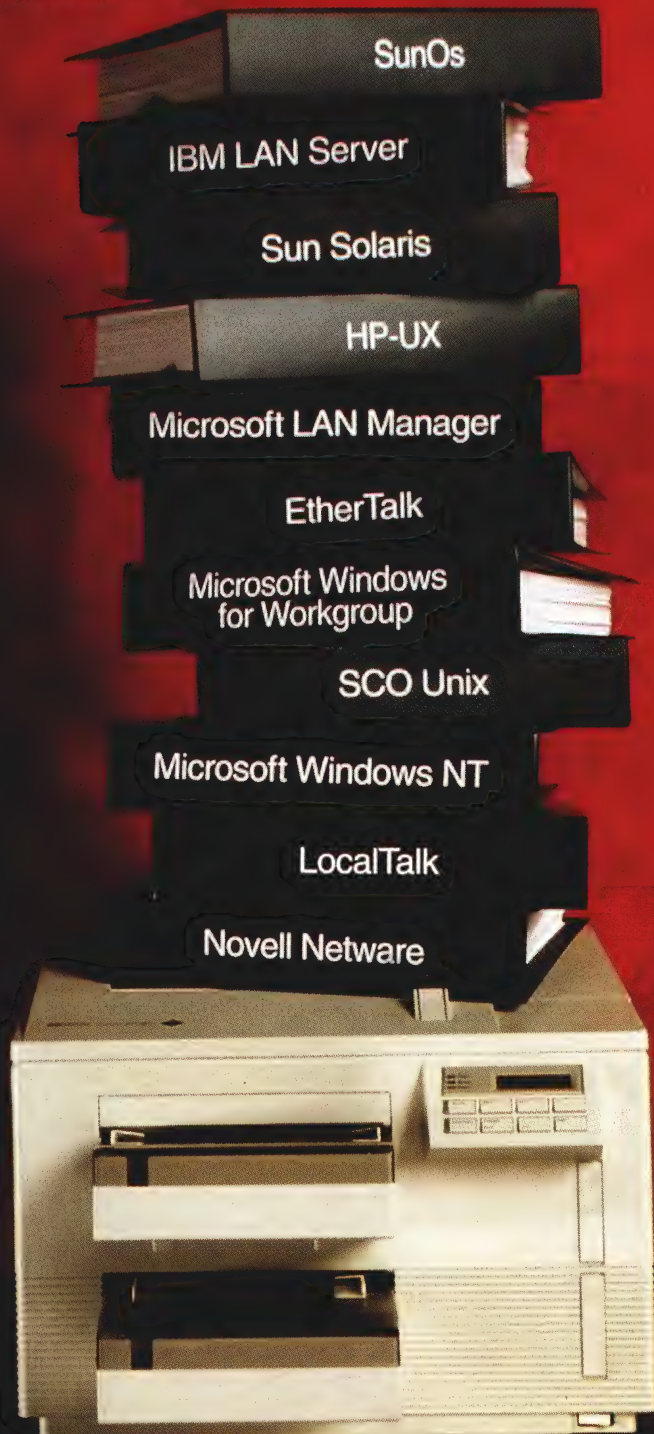 SunOs
IBM LAN Server
Sun Solaris
HP-UX
Microsoft LAN Manager
EtherTalk
Microsoft Windows
for Workgroup
SCO Unix
Microsoft Windows NT
LocalTalk
Novell Netware